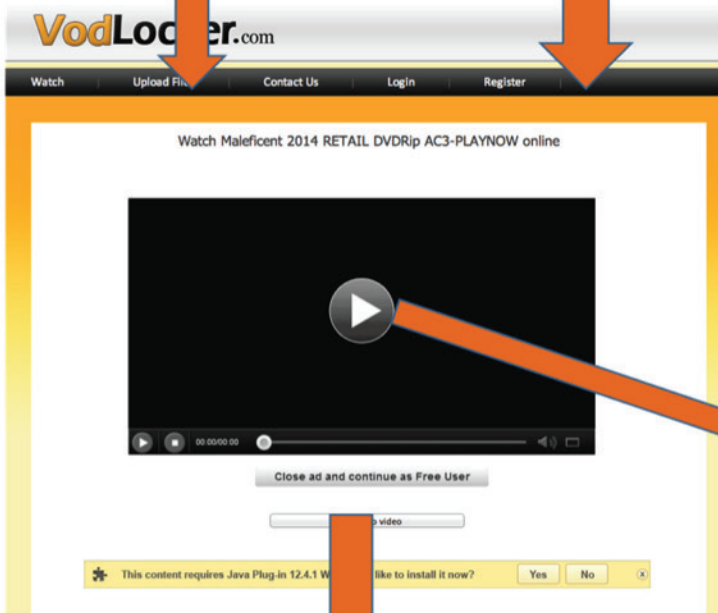 VodLocker.com
Watch Upload Contact Us Login Register
Watch Maleficent 2014 RETAIL DVDRip AC3-PLAYNOW online
00:00/00:00
Close ad and continue as Free User
video
This content requires Java Plug-in 12.4.1 like to install it now? Yes No